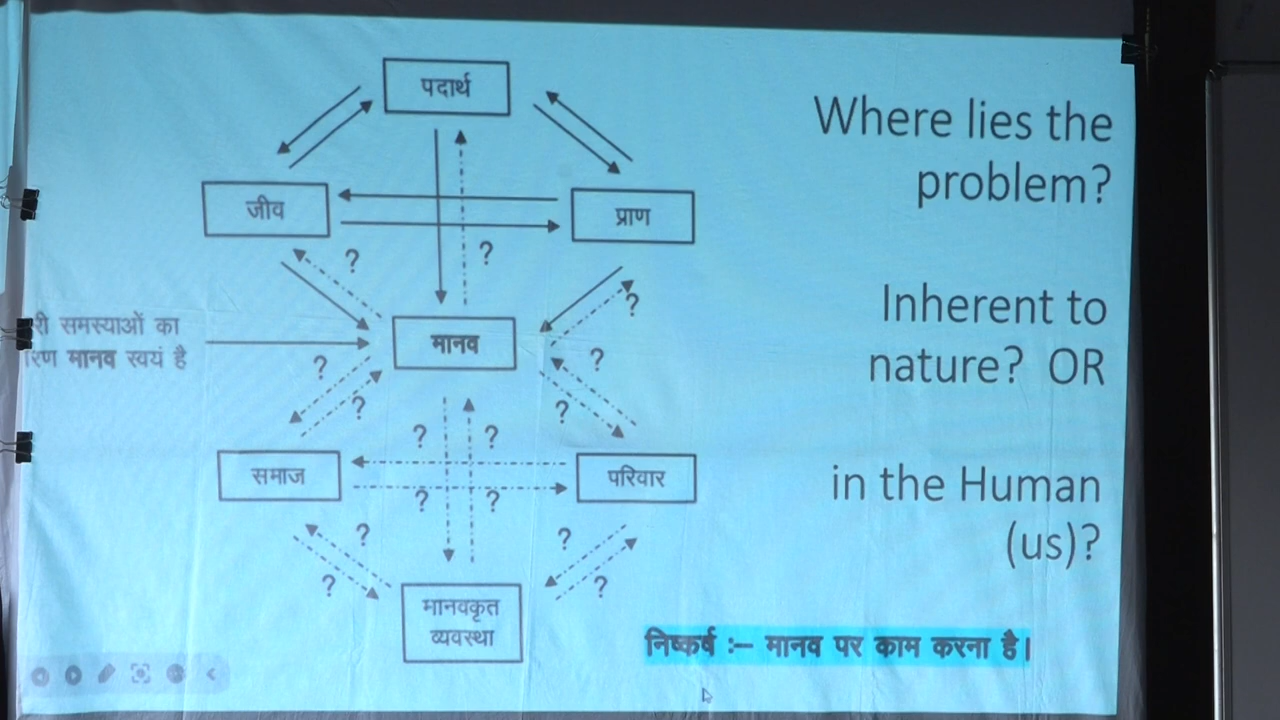 पदार्थ
जीव
प्राण
?
?
?
री समस्याओं का
मानव स्वयं है
मानव
?
?
?
?
?
?
समाज
परिवार
?
?
?
?
?
?
मानवकृत
व्यवस्था
Where lies the
problem?
Inherent to
nature? OR
in the Human
(us)?
निष्कर्ष :– मानव पर काम करना है।